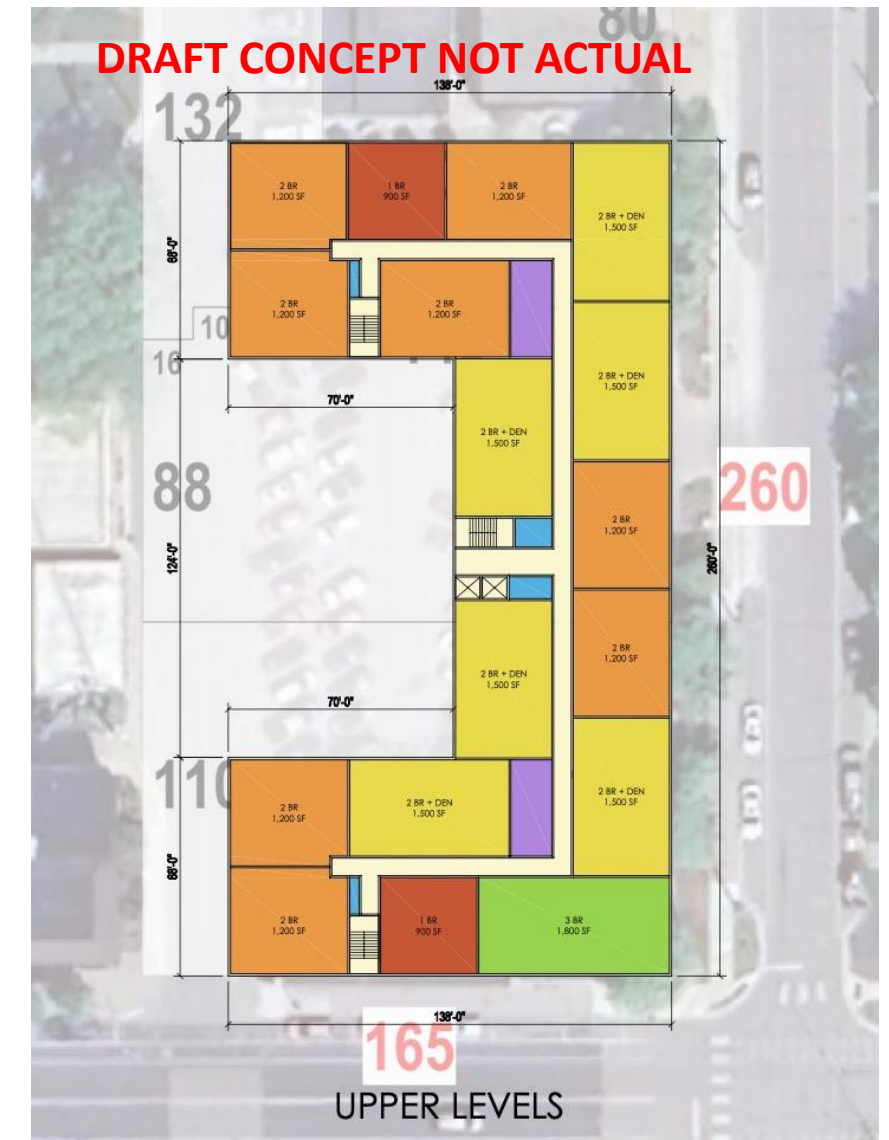 80
DRAFT CONCEPT NOT ACTUAL
138'-0"
132
2 BR
1,200 SF
1 BR
900 SF
2 BR
1,200 SF
2 BR + DEN
1,500 SF
68'-0"
2 BR
1,200 SF
2 BR
1,200 SF
10
16
2 BR + DEN
1,500 SF
70'-0"
2 BR + DEN
1,500 SF
88
260
2 BR
1,200 SF
124'-0"
260'-0"
2 BR
1,200 SF
2 BR + DEN
1,500 SF
70'-0"
110
2 BR
1,200 SF
2 BR + DEN
1,500 SF
2 BR + DEN
1,500 SF
68'-0"
2 BR
1,200 SF
1 BR
900 SF
3 BR
1,800 SF
138'-0"
165
UPPER LEVELS